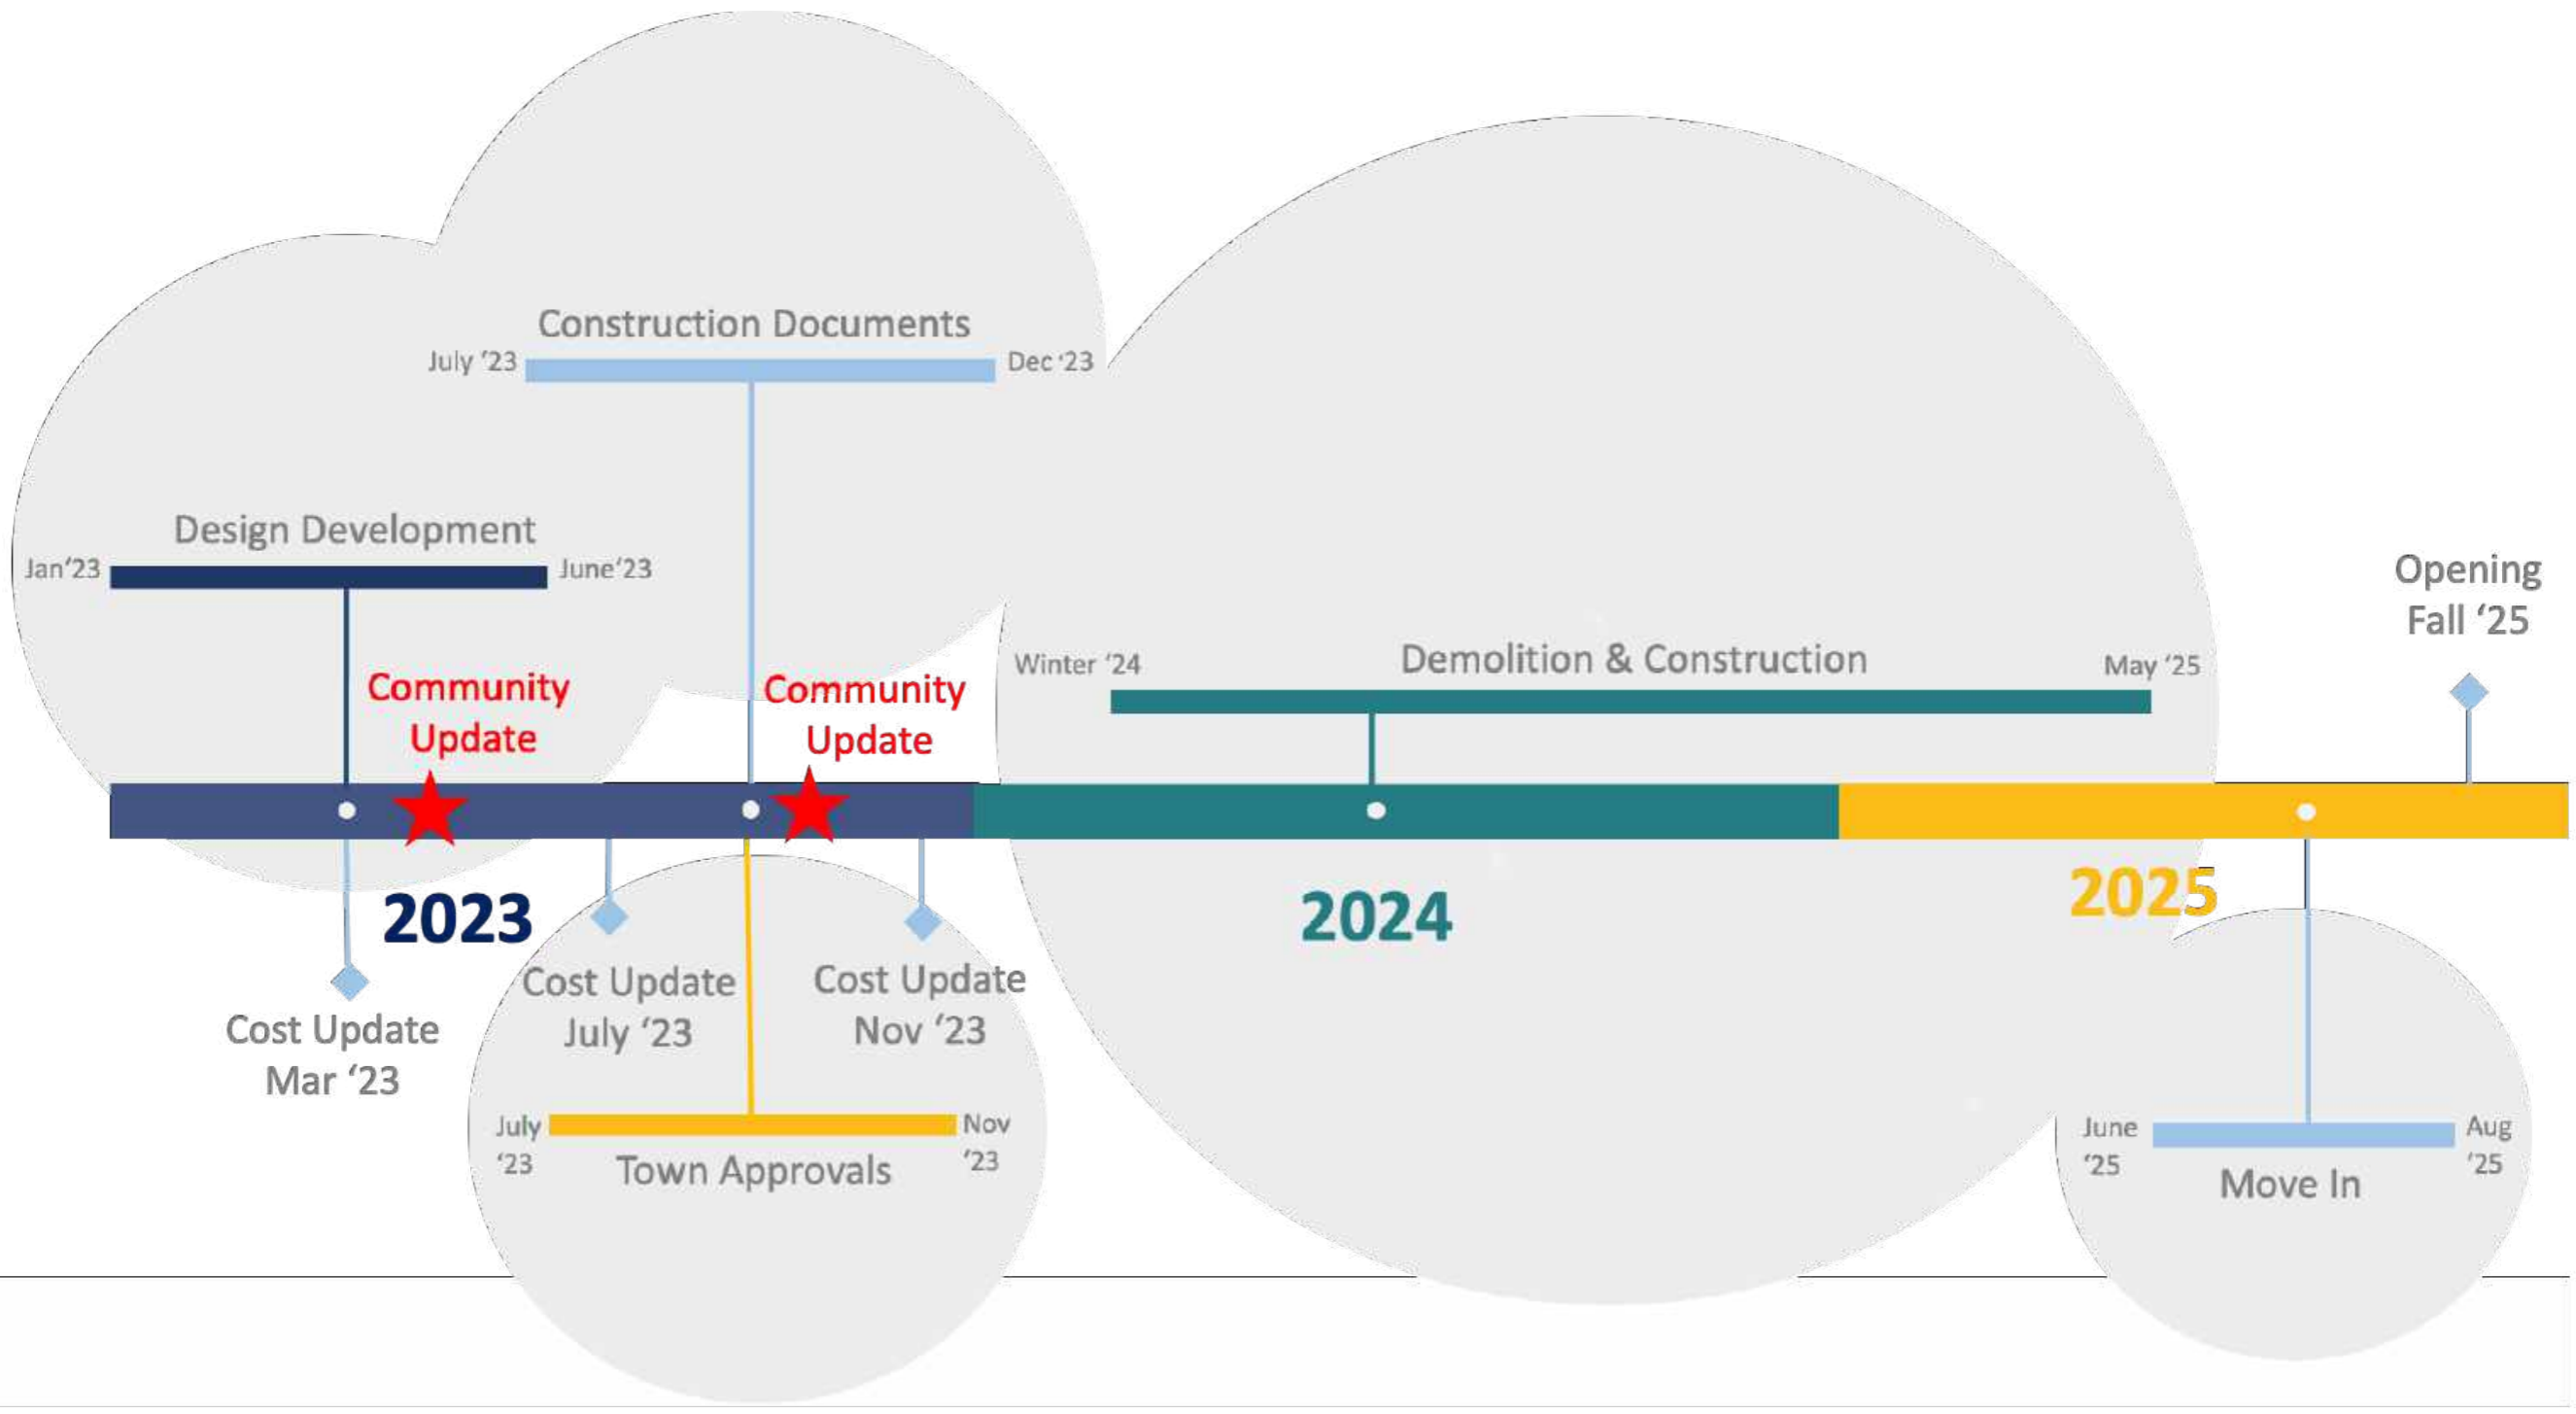 Construction Documents
July ‘23
Dec ‘23
Design Development
Jan‘23
June‘23
Community
Update
Community
Update
Winter ‘24
Demolition & Construction
May ‘25
Opening
Fall ‘25
2023
2024
2025
Cost Update
Mar ‘23
Cost Update
July ‘23
Cost Update
Nov ‘23
July
‘23
Town Approvals
Nov
‘23
June
‘25
Move In
Aug
‘25